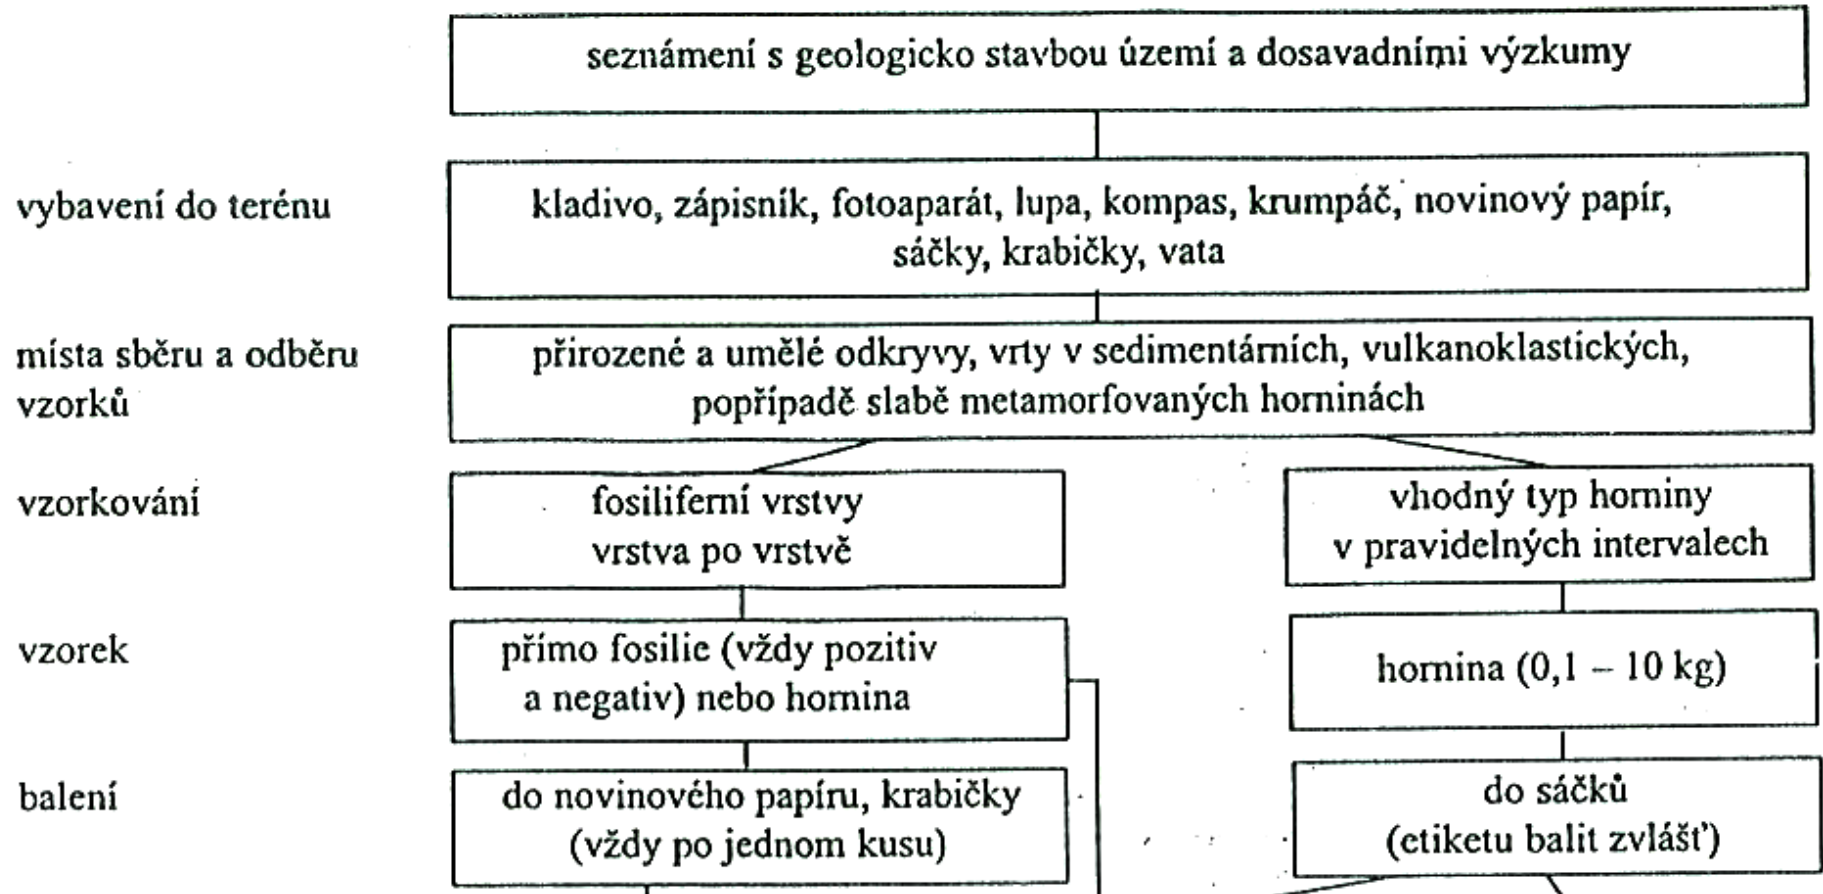 seznámení s geologicko stavbou území a dosavadními výzkumy
vybavení do terénu
kladivo, zápisník, fotoaparát, lupa, kompas, krumpáč, novinový papír,
sáčky, krabičky, vata
místa sběru a odběru
vzorků
přirozené a umělé odkryvy, vrty v sedimentárních, vulkanoklastických,
popřípadě slabě metamorfovaných horninách
vzorkování
fosiliferní vrstvy
vrstva po vrstvě
vhodný typ horniny
v pravidelných intervalech
vzorek
přímo fosilie (vždy pozitiv
a negativ) nebo hornina
hornina (0,1 – 10 kg)
balení
do novinového papíru, krabičky
(vždy po jednom kusu)
do sáčků
(etiketu balit zvlášť)